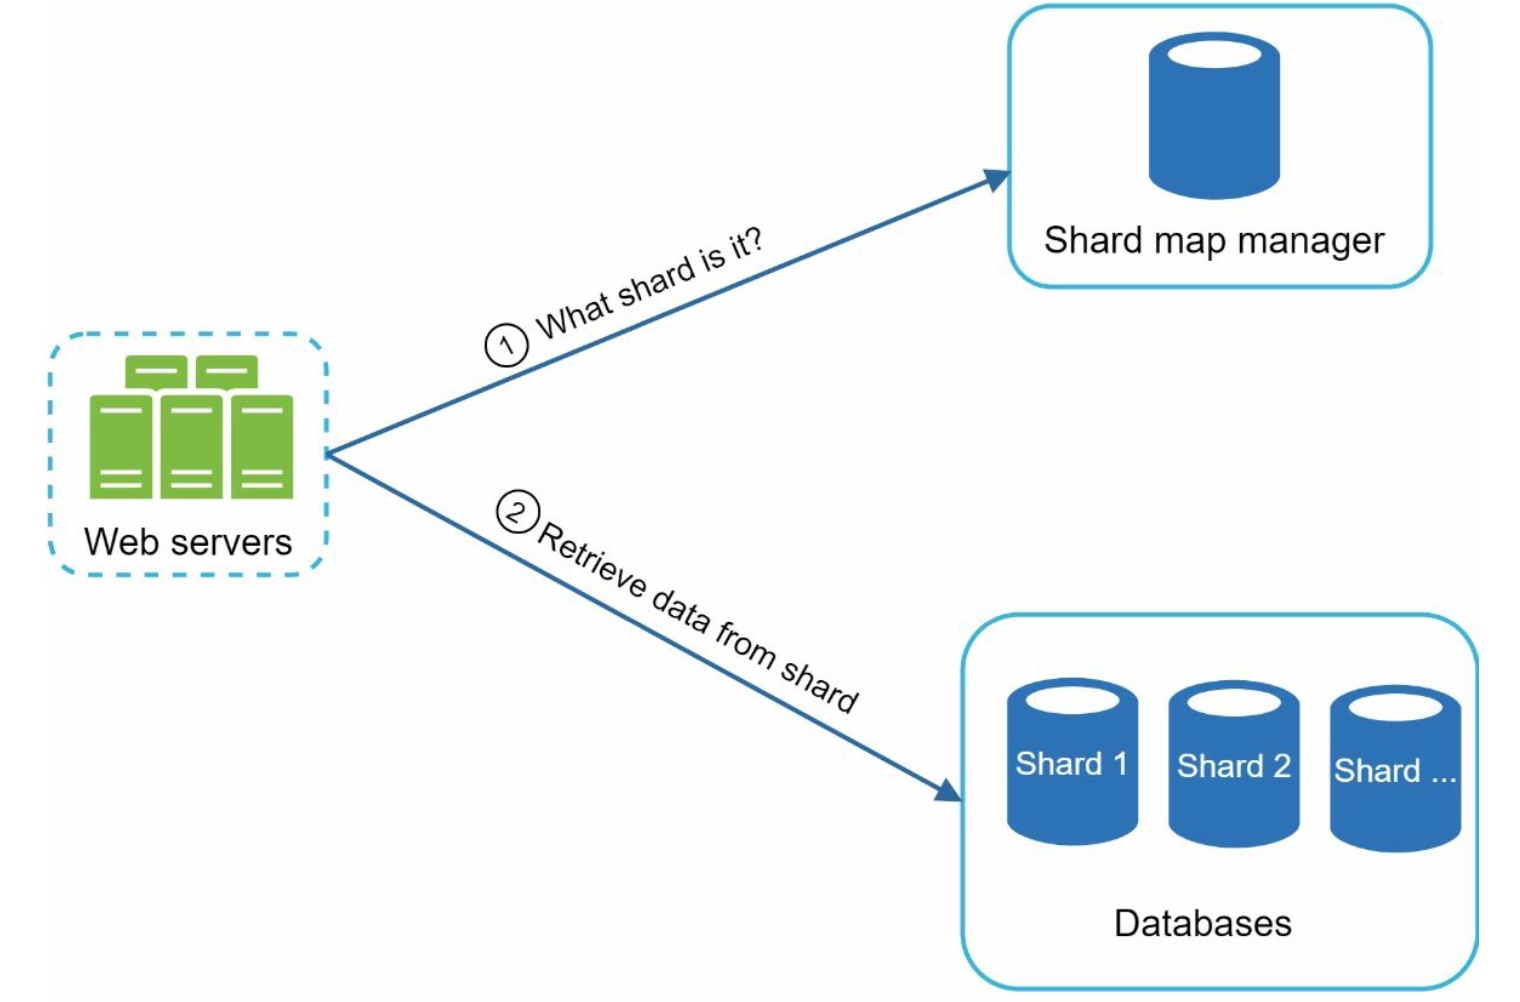 Shard map manager
1 What shard is it?
Web servers
2 Retrieve data from shard
Shard 1
Shard 2
Shard ...
Databases